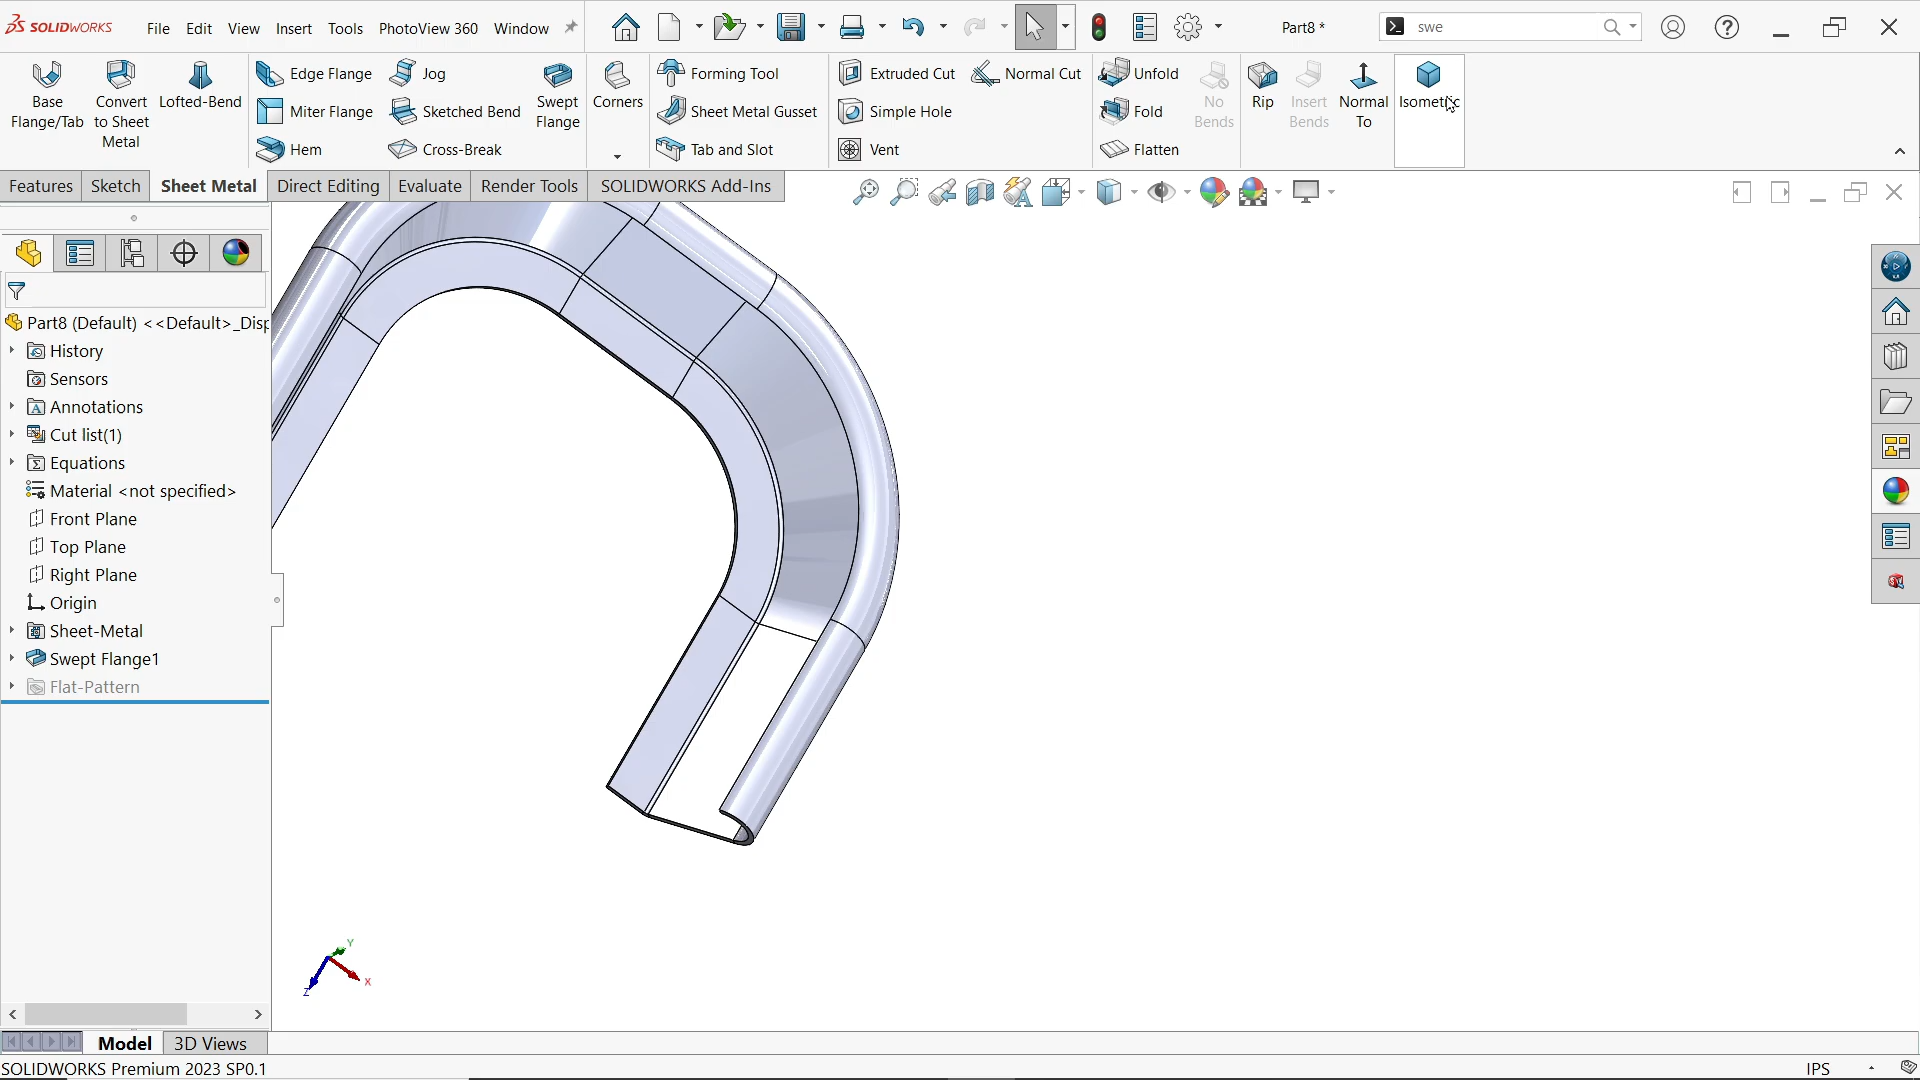 SOLIDWORKS File Edit View Insert Tools PhotoView 360 Window Part8 * swe
Base Flange/Tab
Convert to Sheet Metal
Lofted-Bend
Edge Flange
Miter Flange
Hem
Jog
Sketched Bend
Cross-Break
Swept Flange
Corners
Forming Tool
Sheet Metal Gusset
Tab and Slot
Extruded Cut
Simple Hole
Vent
Normal Cut
Unfold
Fold
Flatten
No Bends
Rip
Insert Bends
Normal To
Isometric
Features Sketch Sheet Metal Direct Editing Evaluate Render Tools SOLIDWORKS Add-Ins
Part8 (Default) <<Default>_Disp
History
Sensors
Annotations
Cut list(1)
Equations
Material <not specified>
Front Plane
Top Plane
Right Plane
Origin
Sheet-Metal
Swept Flange1
Flat-Pattern
Y
X
Z
Model 3D Views
SOLIDWORKS Premium 2023 SP0.1 IPS